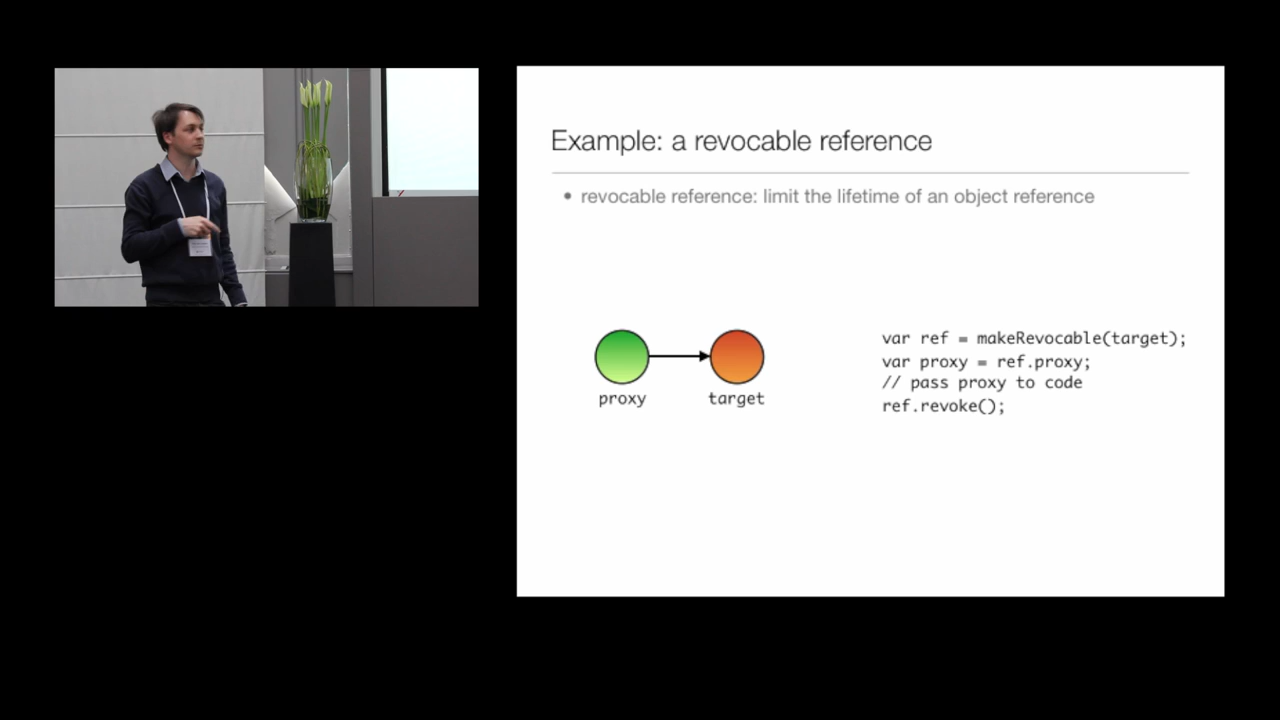 Example: a revocable reference
• revocable reference: limit the lifetime of an object reference
proxy
target
var ref = makeRevocable(target);
var proxy = ref.proxy;
// pass proxy to code
ref.revoke();